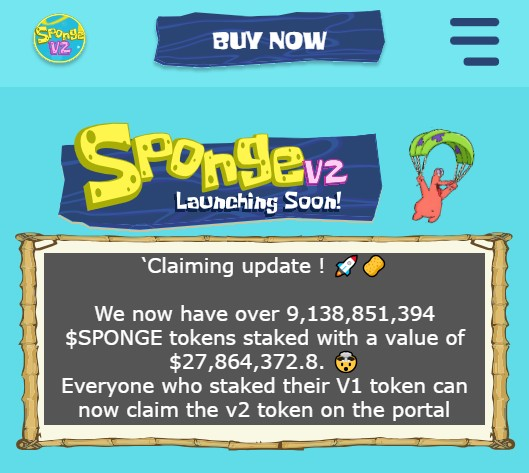 Sponge V2
BUY NOW
Sponge V2
Launching Soon!
‘Claiming update ! 🚀🧽
We now have over 9,138,851,394
$SPONGE tokens staked with a value of
$27,864,372.8. 🤯
Everyone who staked their V1 token can
now claim the v2 token on the portal